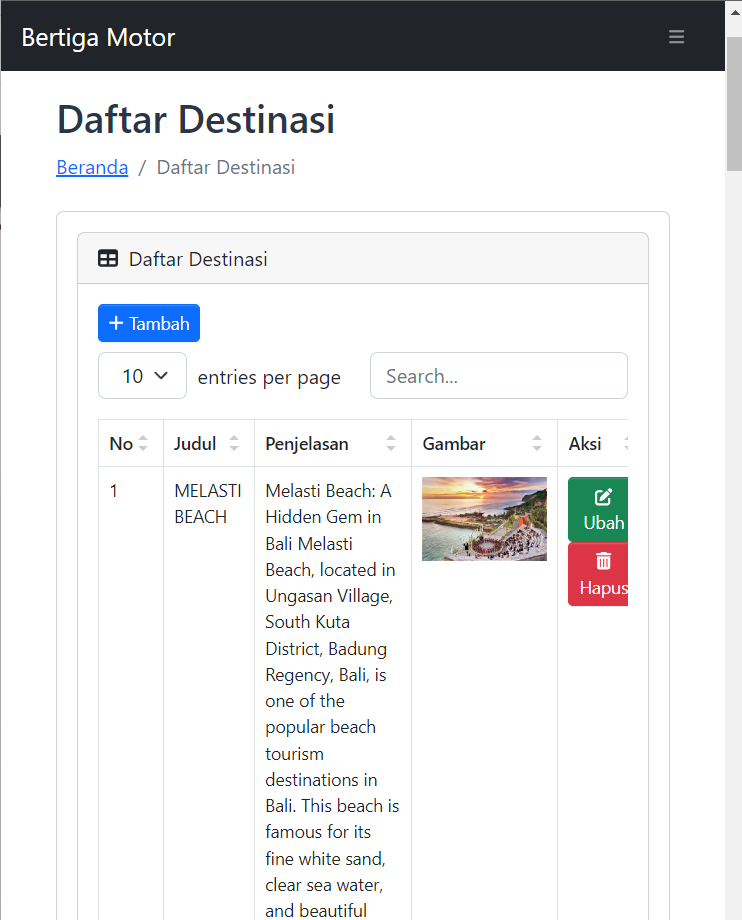 Bertiga Motor
Daftar Destinasi
Beranda / Daftar Destinasi
Daftar Destinasi
+ Tambah
10 entries per page Search...
No Judul Penjelasan Gambar Aksi
1
MELASTI
BEACH
Melasti Beach: A
Hidden Gem in
Bali Melasti
Beach, located in
Ungasan Village,
South Kuta
District, Badung
Regency, Bali, is
one of the
popular beach
tourism
destinations in
Bali. This beach is
famous for its
fine white sand,
clear sea water,
and beautiful
Ubah
Hapus